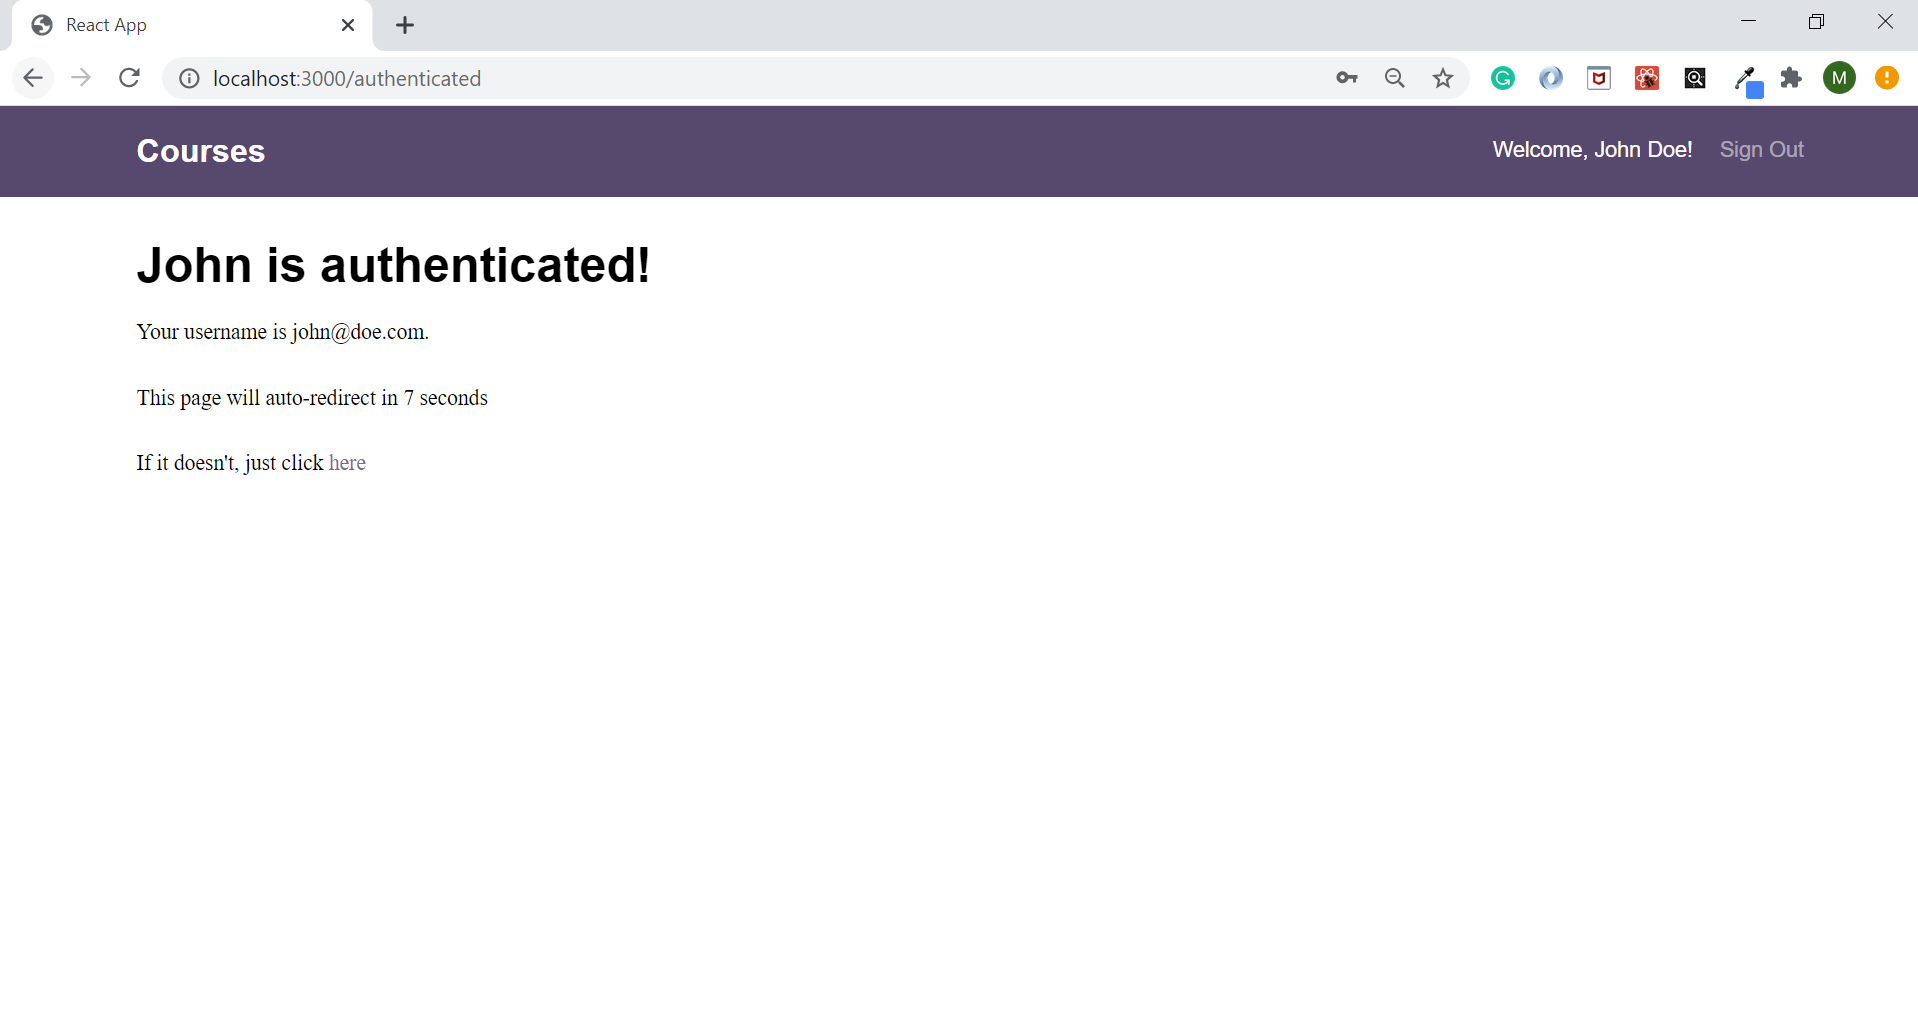 React App
localhost:3000/authenticated
M
Courses
Welcome, John Doe! Sign Out
John is authenticated!
Your username is john@doe.com.
This page will auto-redirect in 7 seconds
If it doesn't, just click here